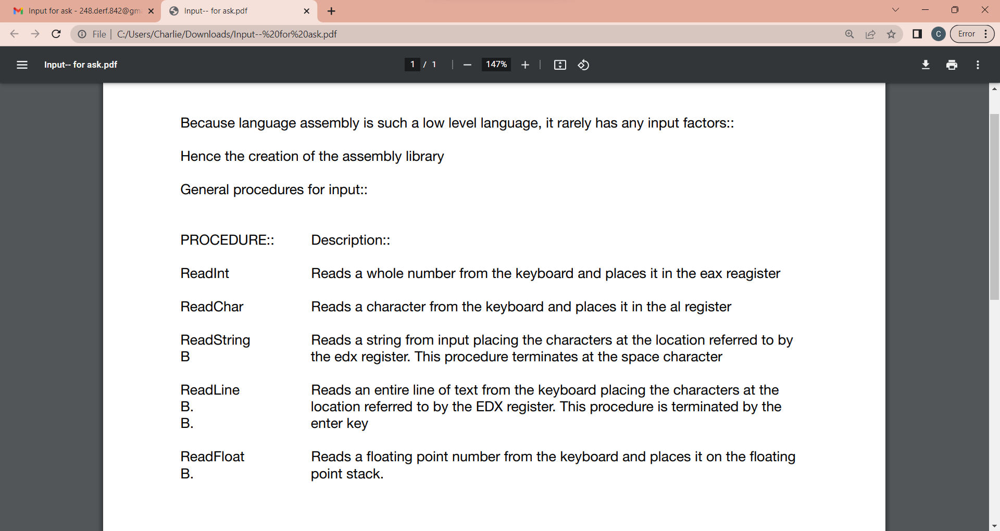 Input for ask - 248.derf.842@gm
Input-- for ask.pdf
File
C:/Users/Charlie/Downloads/Input--%20for%20ask.pdf
C
Error
Input-- for ask.pdf
1 / 1
147%
Because language assembly is such a low level language, it rarely has any input factors::
Hence the creation of the assembly library
General procedures for input::
PROCEDURE:: Description::
ReadInt Reads a whole number from the keyboard and places it in the eax reagister
ReadChar Reads a character from the keyboard and places it in the al register
ReadString Reads a string from input placing the characters at the location referred to by
B the edx register. This procedure terminates at the space character
ReadLine Reads an entire line of text from the keyboard placing the characters at the
B. location referred to by the EDX register. This procedure is terminated by the
B. enter key
ReadFloat Reads a floating point number from the keyboard and places it on the floating
B. point stack.